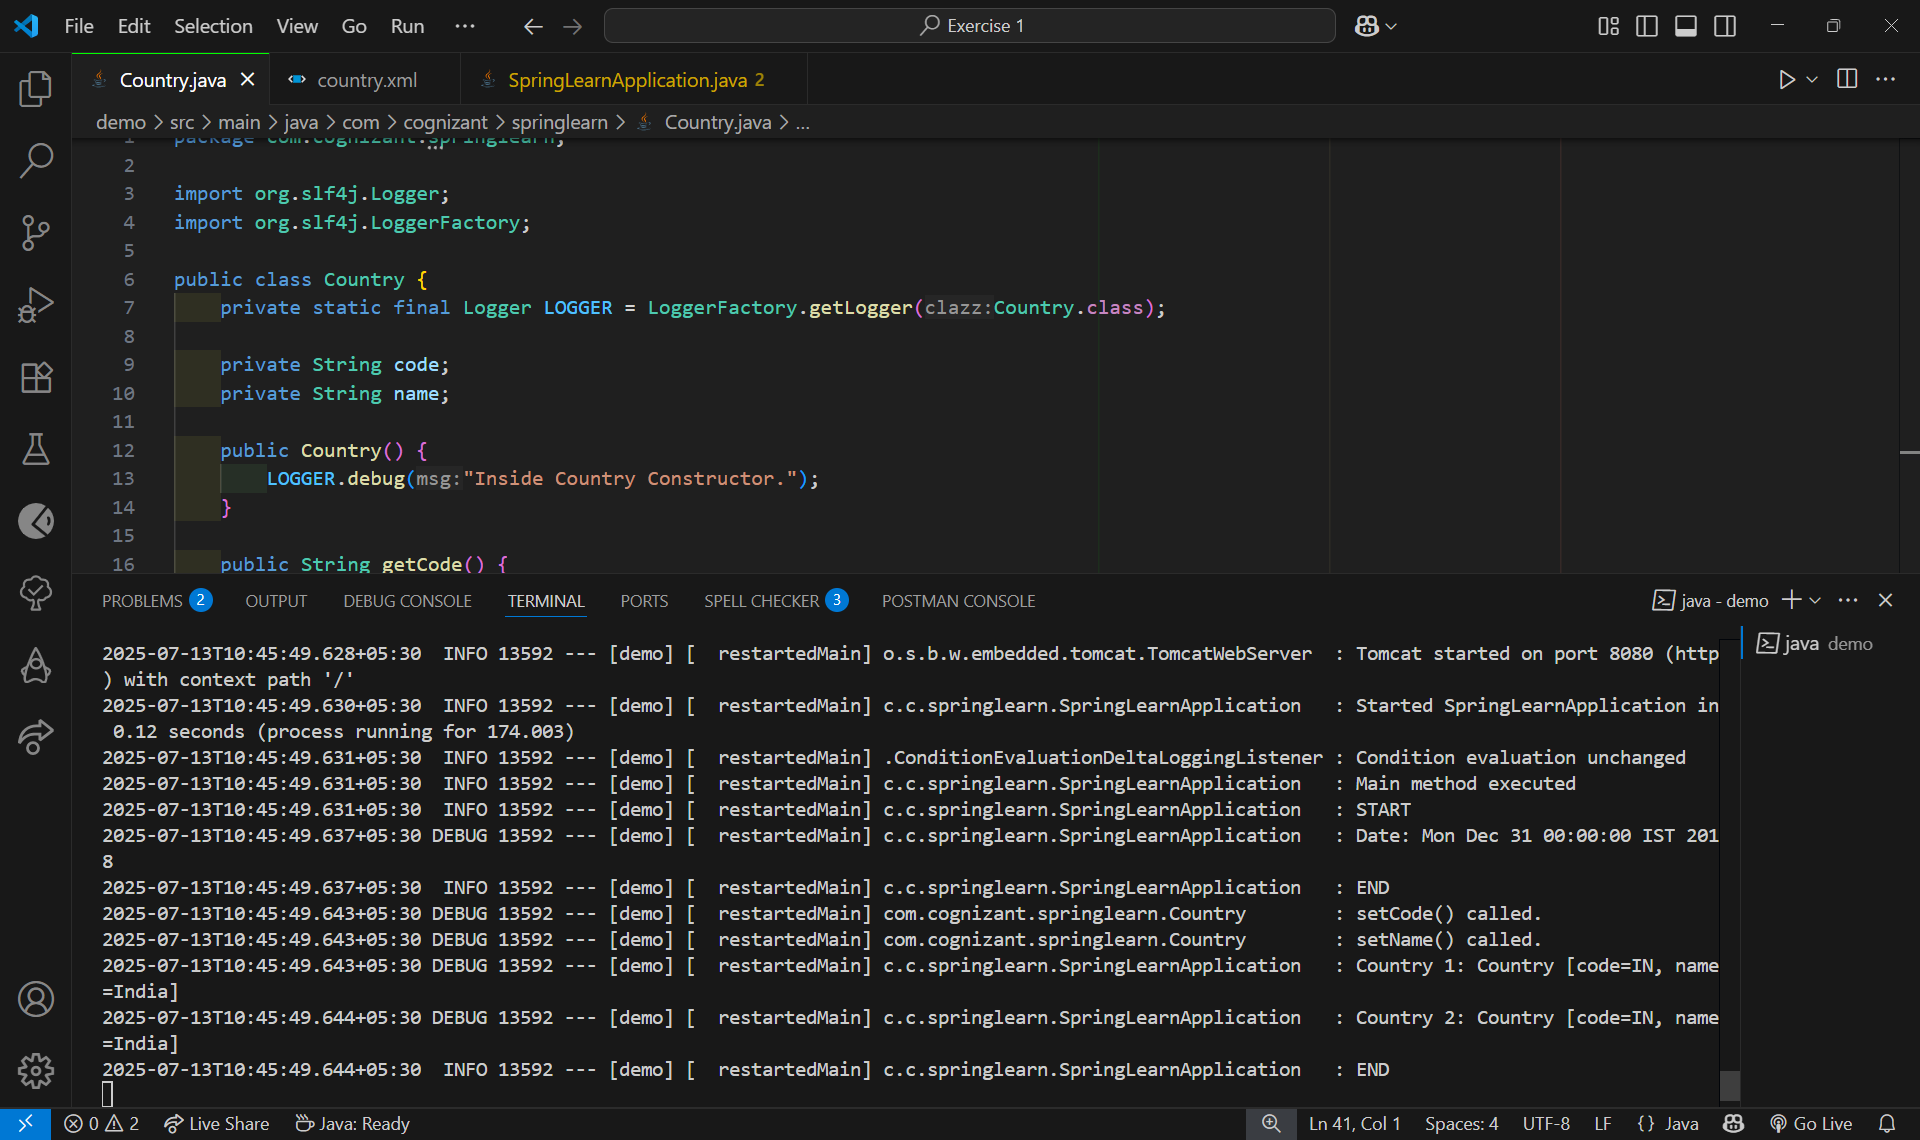 File Edit Selection View Go Run ··· Exercise 1
Country.java country.xml SpringLearnApplication.java 2
demo > src > main > java > com > cognizant > springlearn > Country.java > ...
1 package com.cognizant.springlearn;
2
3 import org.slf4j.Logger;
4 import org.slf4j.LoggerFactory;
5
6 public class Country {
7 private static final Logger LOGGER = LoggerFactory.getLogger(clazz:Country.class);
8
9 private String code;
10 private String name;
11
12 public Country() {
13 LOGGER.debug(msg:"Inside Country Constructor.");
14 }
15
16 public String getCode() {
PROBLEMS 2 OUTPUT DEBUG CONSOLE TERMINAL PORTS SPELL CHECKER 3 POSTMAN CONSOLE java - demo
java demo
2025-07-13T10:45:49.628+05:30  INFO 13592 --- [demo] [  restartedMain] o.s.b.w.embedded.tomcat.TomcatWebServer  : Tomcat started on port 8080 (http
) with context path '/'
2025-07-13T10:45:49.630+05:30  INFO 13592 --- [demo] [  restartedMain] c.c.springlearn.SpringLearnApplication   : Started SpringLearnApplication in
 0.12 seconds (process running for 174.003)
2025-07-13T10:45:49.631+05:30  INFO 13592 --- [demo] [  restartedMain] .ConditionEvaluationDeltaLoggingListener : Condition evaluation unchanged
2025-07-13T10:45:49.631+05:30  INFO 13592 --- [demo] [  restartedMain] c.c.springlearn.SpringLearnApplication   : Main method executed
2025-07-13T10:45:49.631+05:30  INFO 13592 --- [demo] [  restartedMain] c.c.springlearn.SpringLearnApplication   : START
2025-07-13T10:45:49.637+05:30 DEBUG 13592 --- [demo] [  restartedMain] c.c.springlearn.SpringLearnApplication   : Date: Mon Dec 31 00:00:00 IST 201
8
2025-07-13T10:45:49.637+05:30  INFO 13592 --- [demo] [  restartedMain] c.c.springlearn.SpringLearnApplication   : END
2025-07-13T10:45:49.643+05:30 DEBUG 13592 --- [demo] [  restartedMain] com.cognizant.springlearn.Country        : setCode() called.
2025-07-13T10:45:49.643+05:30 DEBUG 13592 --- [demo] [  restartedMain] com.cognizant.springlearn.Country        : setName() called.
2025-07-13T10:45:49.643+05:30 DEBUG 13592 --- [demo] [  restartedMain] c.c.springlearn.SpringLearnApplication   : Country 1: Country [code=IN, name
=India]
2025-07-13T10:45:49.644+05:30 DEBUG 13592 --- [demo] [  restartedMain] c.c.springlearn.SpringLearnApplication   : Country 2: Country [code=IN, name
=India]
2025-07-13T10:45:49.644+05:30  INFO 13592 --- [demo] [  restartedMain] c.c.springlearn.SpringLearnApplication   : END
0 2 Live Share Java: Ready Ln 41, Col 1 Spaces: 4 UTF-8 LF {} Java Go Live